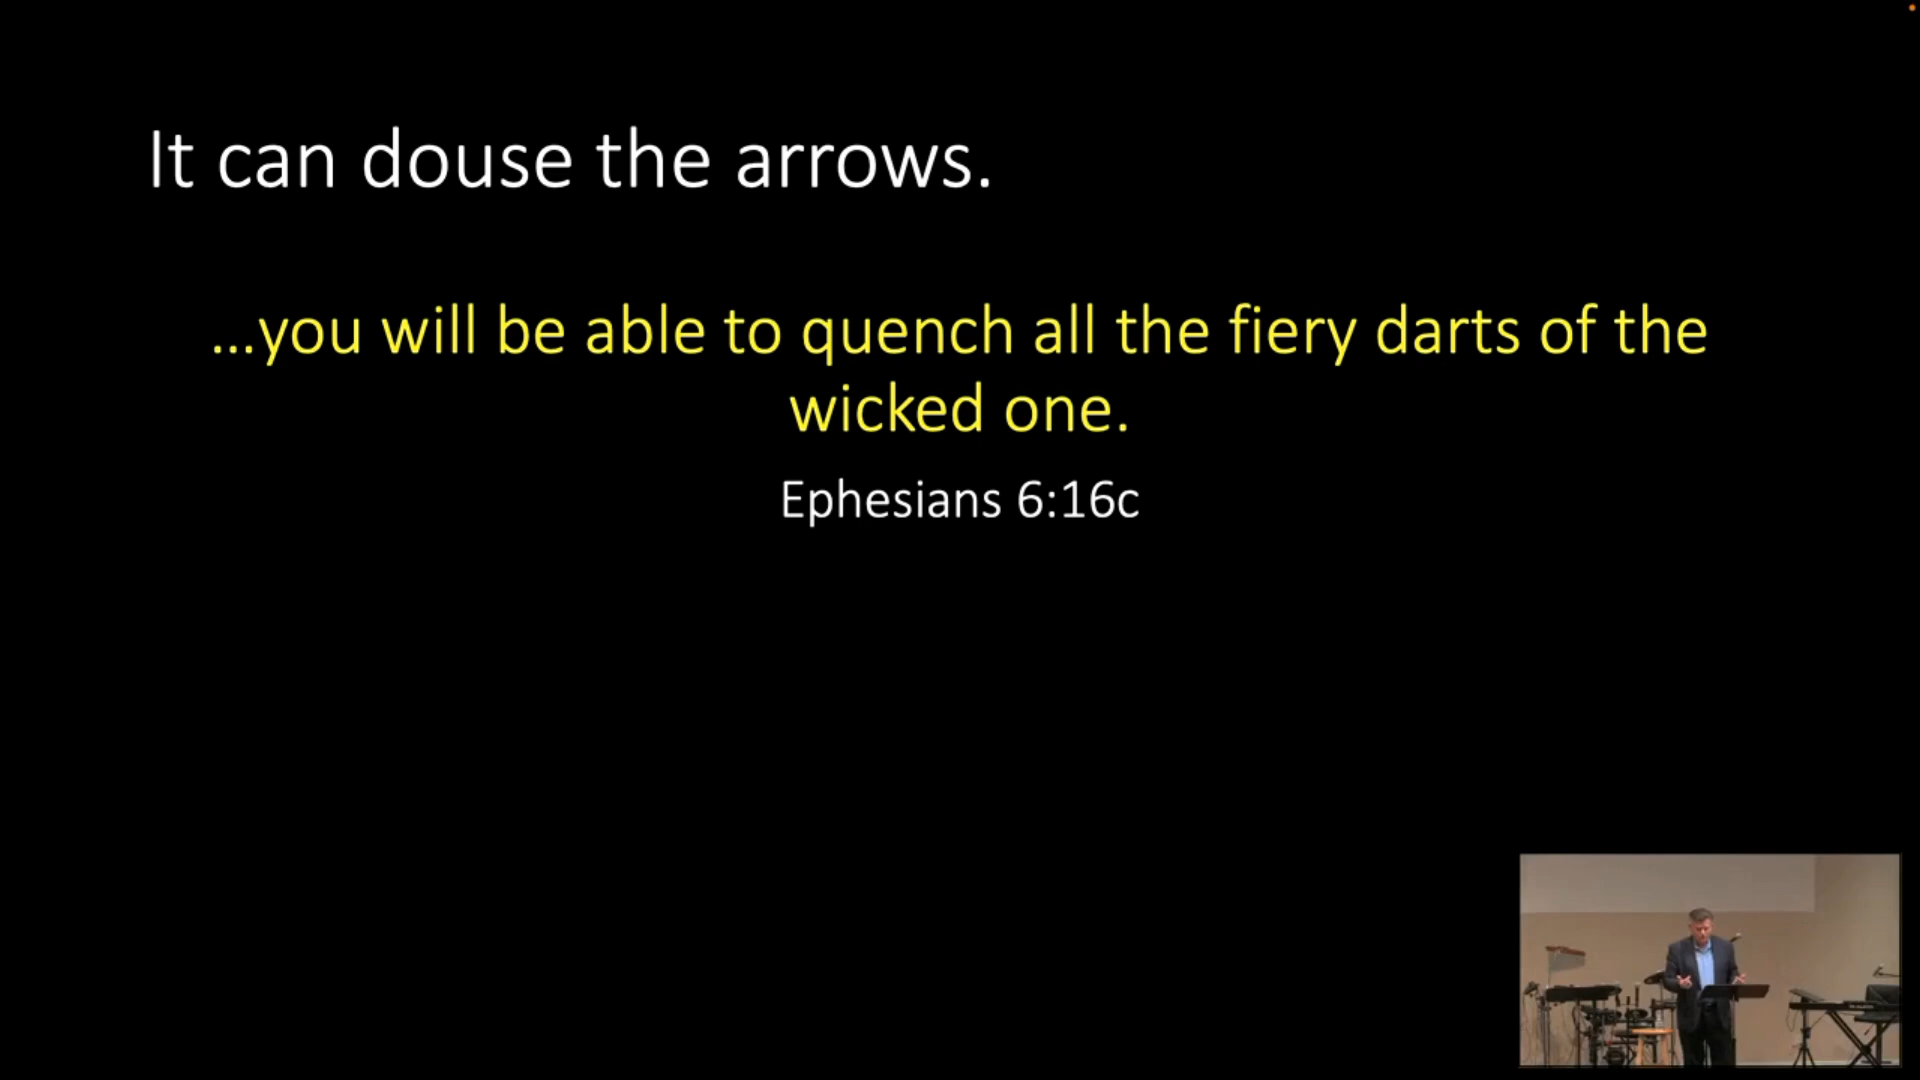 It can douse the arrows.
...you will be able to quench all the fiery darts of the
wicked one.
Ephesians 6:16c